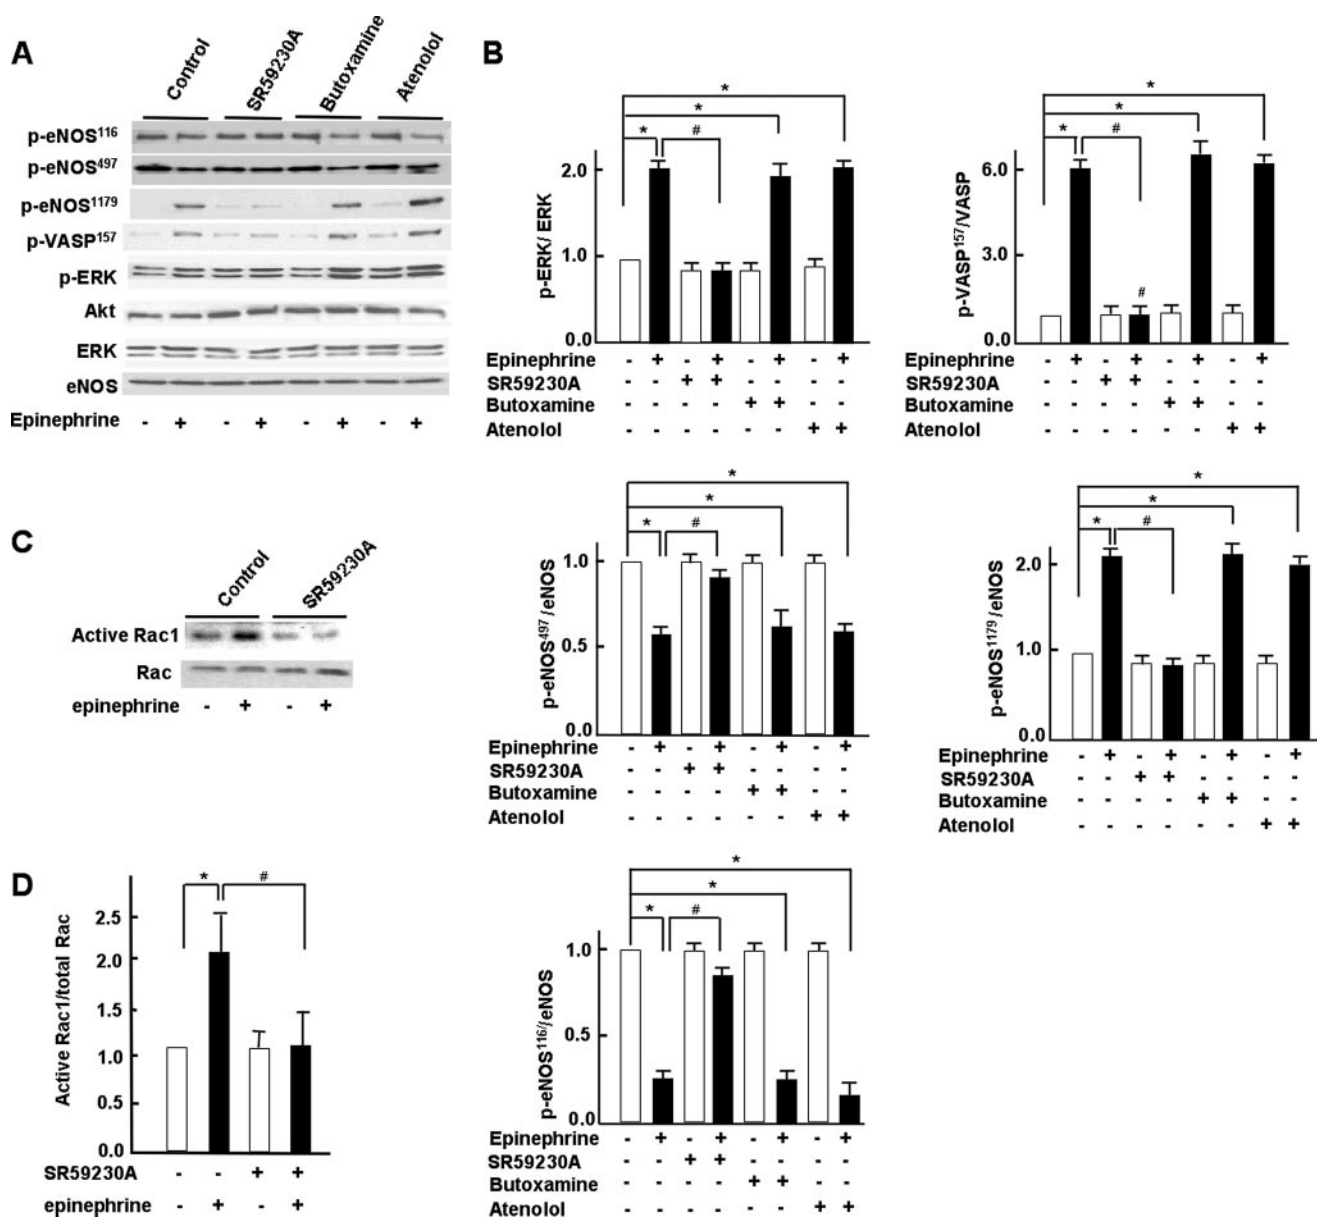 A
Control
SR59230A
Butoxamine
Atenolol
p-eNOS116
p-eNOS497
p-eNOS1179
p-VASP157
p-ERK
Akt
ERK
eNOS
Epinephrine - + - + - + - +
B
* * * #
p-ERK/ ERK
2.0
1.0
0.0
Epinephrine - + - + - + - +
SR59230A - - + + - - - -
Butoxamine - - - - + + - -
Atenolol - - - - - - + +
* * * #
#
p-VASP157/VASP
6.0
3.0
0.0
Epinephrine - + - + - + - +
SR59230A - - + + - - - -
Butoxamine - - - - + + - -
Atenolol - - - - - - + +
C
Control
SR59230A
Active Rac1
Rac
epinephrine - + - +
* * * #
p-eNOS497/eNOS
1.0
0.5
0.0
Epinephrine - + - + - + - +
SR59230A - - + + - - - -
Butoxamine - - - - + + - -
Atenolol - - - - - - + +
* * * #
p-eNOS1179/eNOS
2.0
1.0
0.0
Epinephrine - + - + - + - +
SR59230A - - + + - - - -
Butoxamine - - - - + + - -
Atenolol - - - - - - + +
D
* #
Active Rac1/total Rac
2.5
2.0
1.5
1.0
0.0
SR59230A - - + +
epinephrine - + - +
* * * #
p-eNOS116/eNOS
1.0
0.5
0.0
Epinephrine - + - + - + - +
SR59230A - - + + - - - -
Butoxamine - - - - + + - -
Atenolol - - - - - - + +